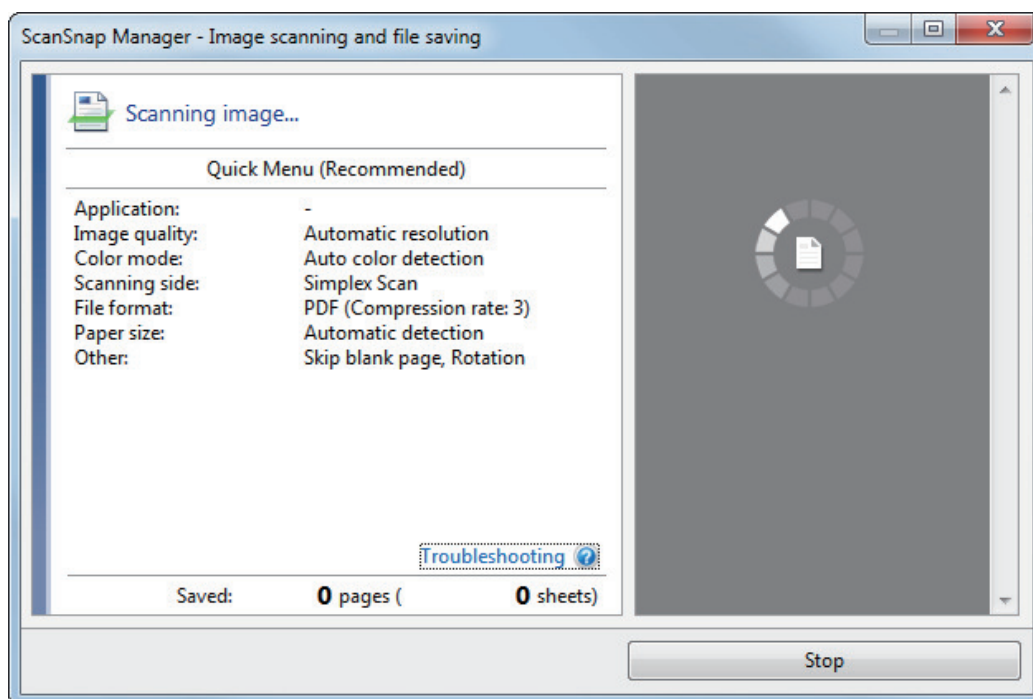 ScanSnap Manager - Image scanning and file saving
Scanning image...
Quick Menu (Recommended)
Application: -
Image quality: Automatic resolution
Color mode: Auto color detection
Scanning side: Simplex Scan
File format: PDF (Compression rate: 3)
Paper size: Automatic detection
Other: Skip blank page, Rotation
Troubleshooting ?
Saved: 0 pages ( 0 sheets)
Stop